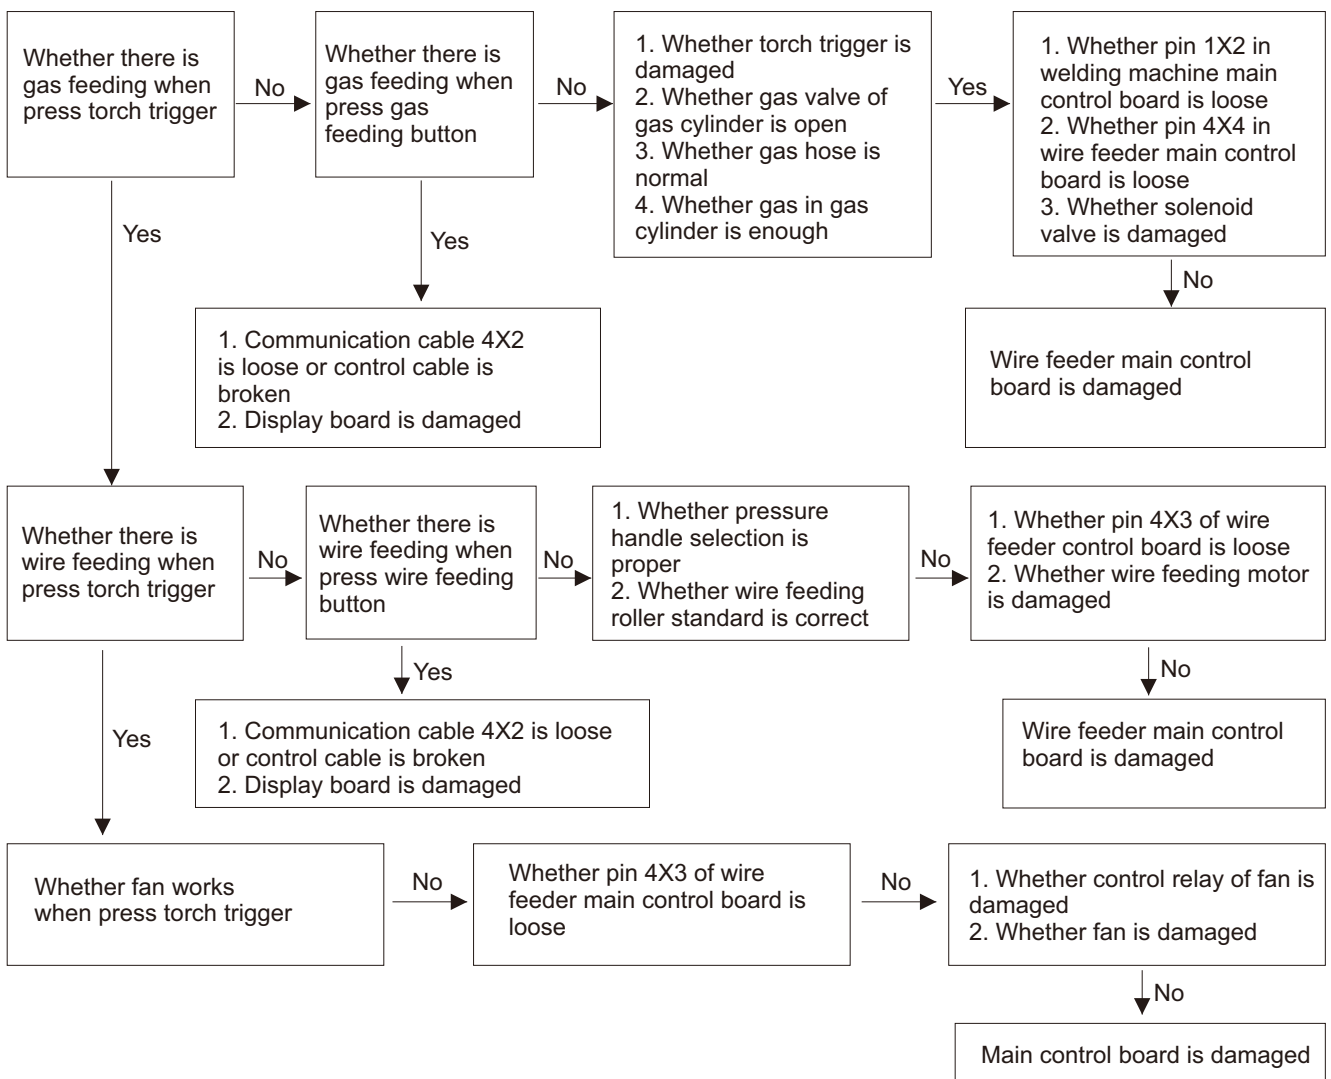 Whether there is
gas feeding when
press torch trigger
No
Whether there is
gas feeding when
press gas
feeding button
No
1. Whether torch trigger is
damaged
2. Whether gas valve of
gas cylinder is open
3. Whether gas hose is
normal
4. Whether gas in gas
cylinder is enough
Yes
1. Whether pin 1X2 in
welding machine main
control board is loose
2. Whether pin 4X4 in
wire feeder main control
board is loose
3. Whether solenoid
valve is damaged
Yes
Yes
No
1. Communication cable 4X2
is loose or control cable is
broken
2. Display board is damaged
Wire feeder main control
board is damaged
Whether there is
wire feeding when
press torch trigger
No
Whether there is
wire feeding when
press wire feeding
button
No
1. Whether pressure
handle selection is
proper
2. Whether wire feeding
roller standard is correct
No
1. Whether pin 4X3 of wire
feeder control board is loose
2. Whether wire feeding motor
is damaged
Yes
Yes
No
1. Communication cable 4X2 is loose
or control cable is broken
2. Display board is damaged
Wire feeder main control
board is damaged
Whether fan works
when press torch trigger
No
Whether pin 4X3 of wire
feeder main control board is
loose
No
1. Whether control relay of fan is
damaged
2. Whether fan is damaged
No
Main control board is damaged